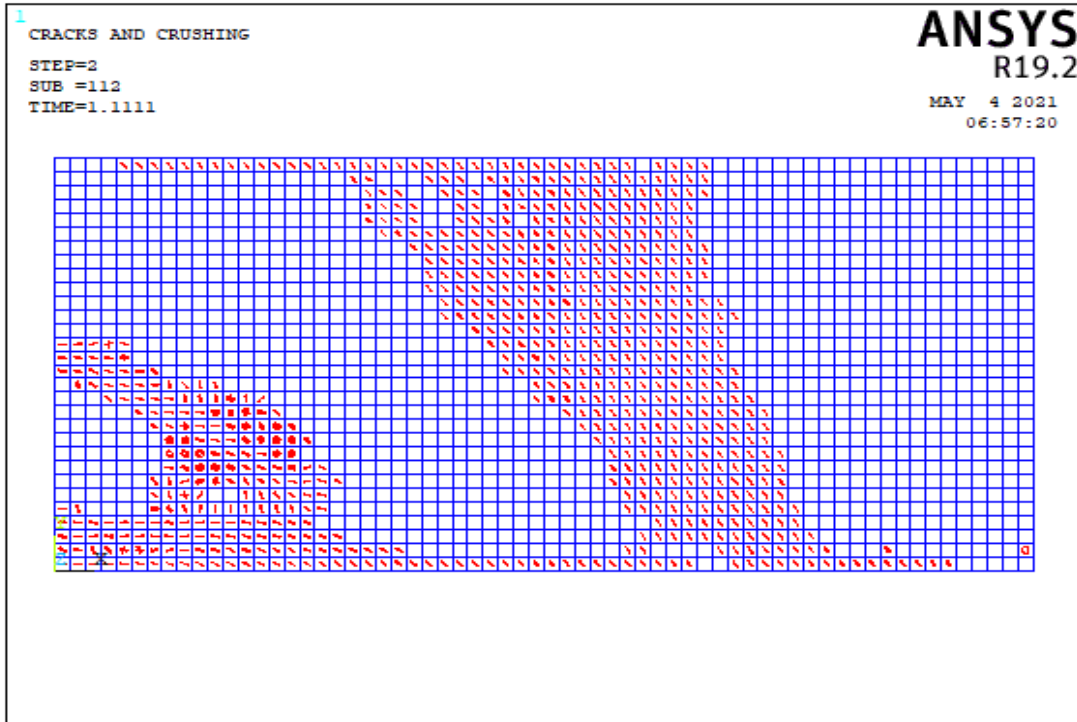 1
CRACKS AND CRUSHING
STEP=2
SUB =112
TIME=1.1111
ANSYS
R19.2
MAY 4 2021
06:57:20
Y
Z X